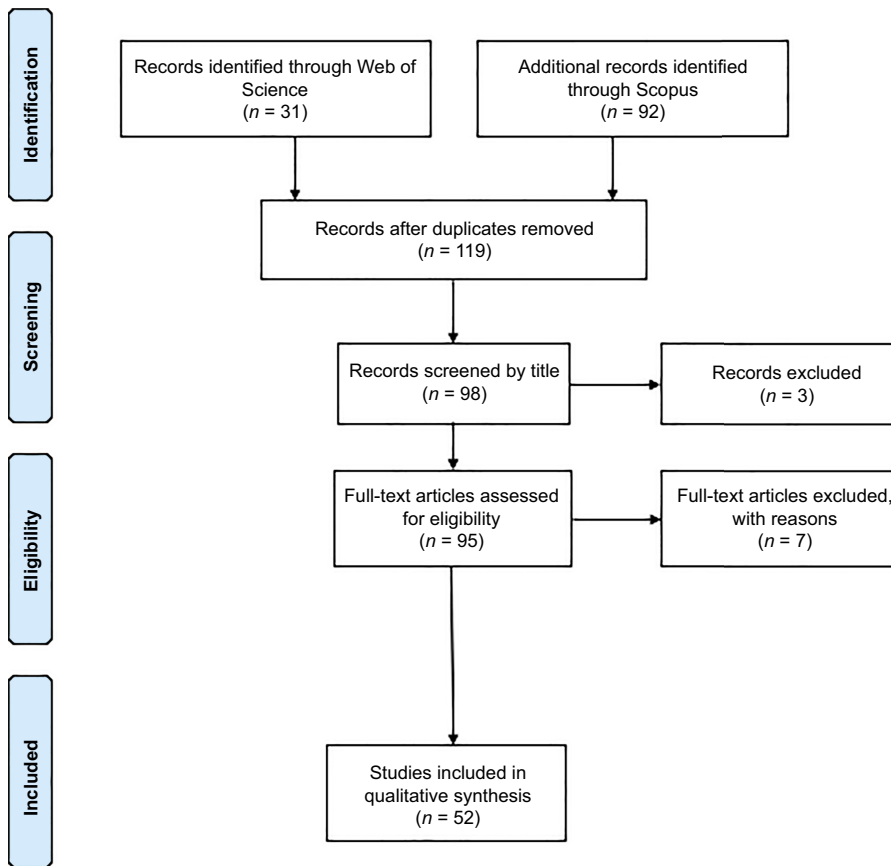 Identification
Records identified through Web of
Science
(n = 31)
Additional records identified
through Scopus
(n = 92)
Records after duplicates removed
(n = 119)
Screening
Records screened by title
(n = 98)
Records excluded
(n = 3)
Eligibility
Full-text articles assessed
for eligibility
(n = 95)
Full-text articles excluded,
with reasons
(n = 7)
Included
Studies included in
qualitative synthesis
(n = 52)